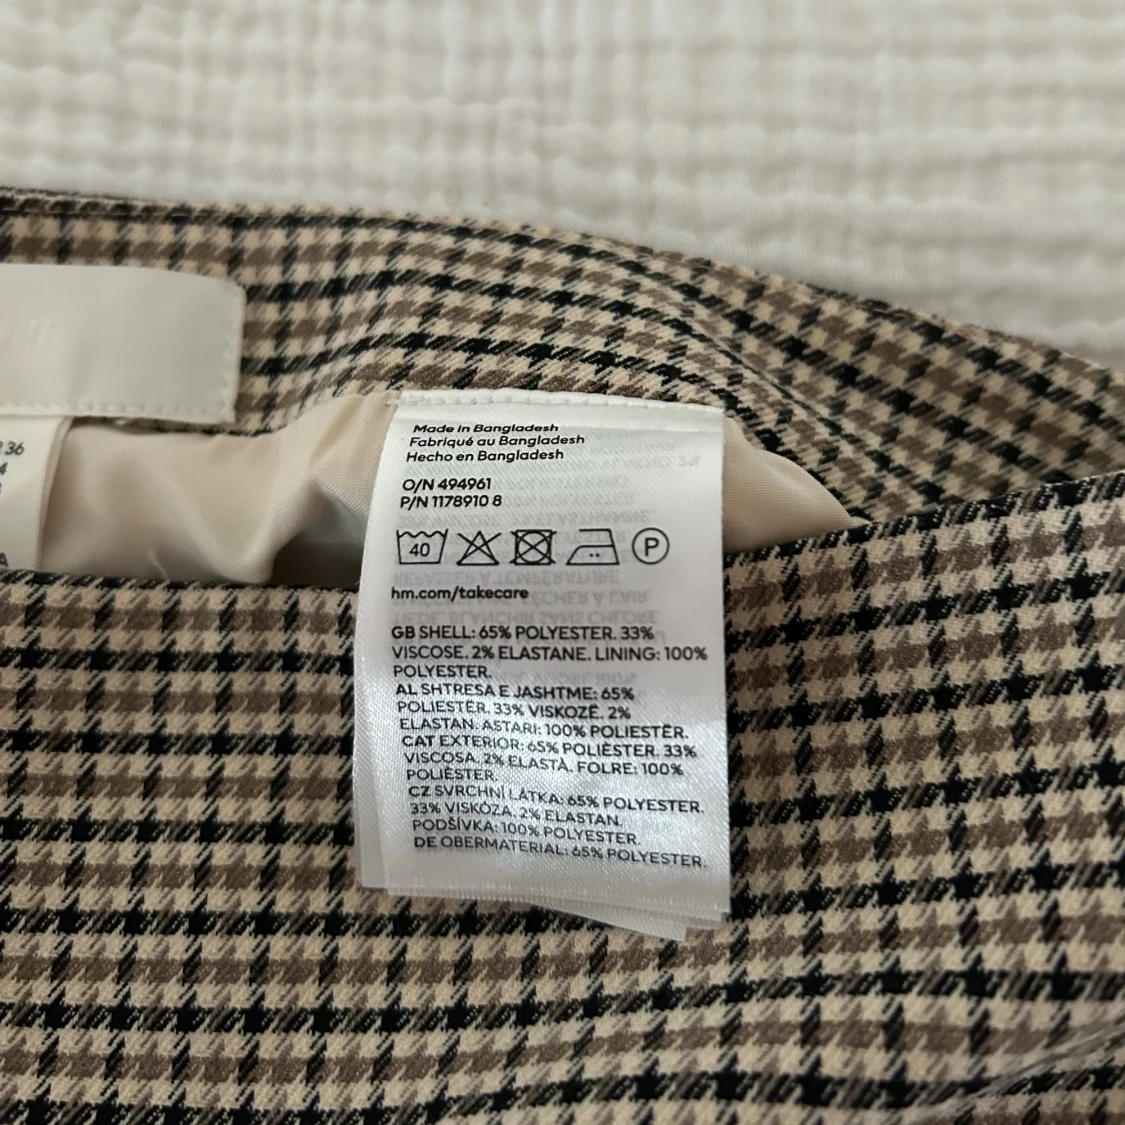 36
Made in Bangladesh
Fabriqué au Bangladesh
Hecho en Bangladesh
O/N 494961
P/N 1178910 8
40
P
hm.com/takecare
GB SHELL: 65% POLYESTER. 33%
VISCOSE. 2% ELASTANE. LINING: 100%
POLYESTER.
AL SHTRESA E JASHTME: 65%
POLIESTËR. 33% VISKOZË. 2%
ELASTAN. ASTARI: 100% POLIESTËR.
CAT EXTERIOR: 65% POLIÈSTER. 33%
VISCOSA. 2% ELASTÀ. FOLRE: 100%
POLIÈSTER.
CZ SVRCHNÍ LÁTKA: 65% POLYESTER.
33% VISKÓZA. 2% ELASTAN.
PODŠÍVKA: 100% POLYESTER.
DE OBERMATERIAL: 65% POLYESTER.